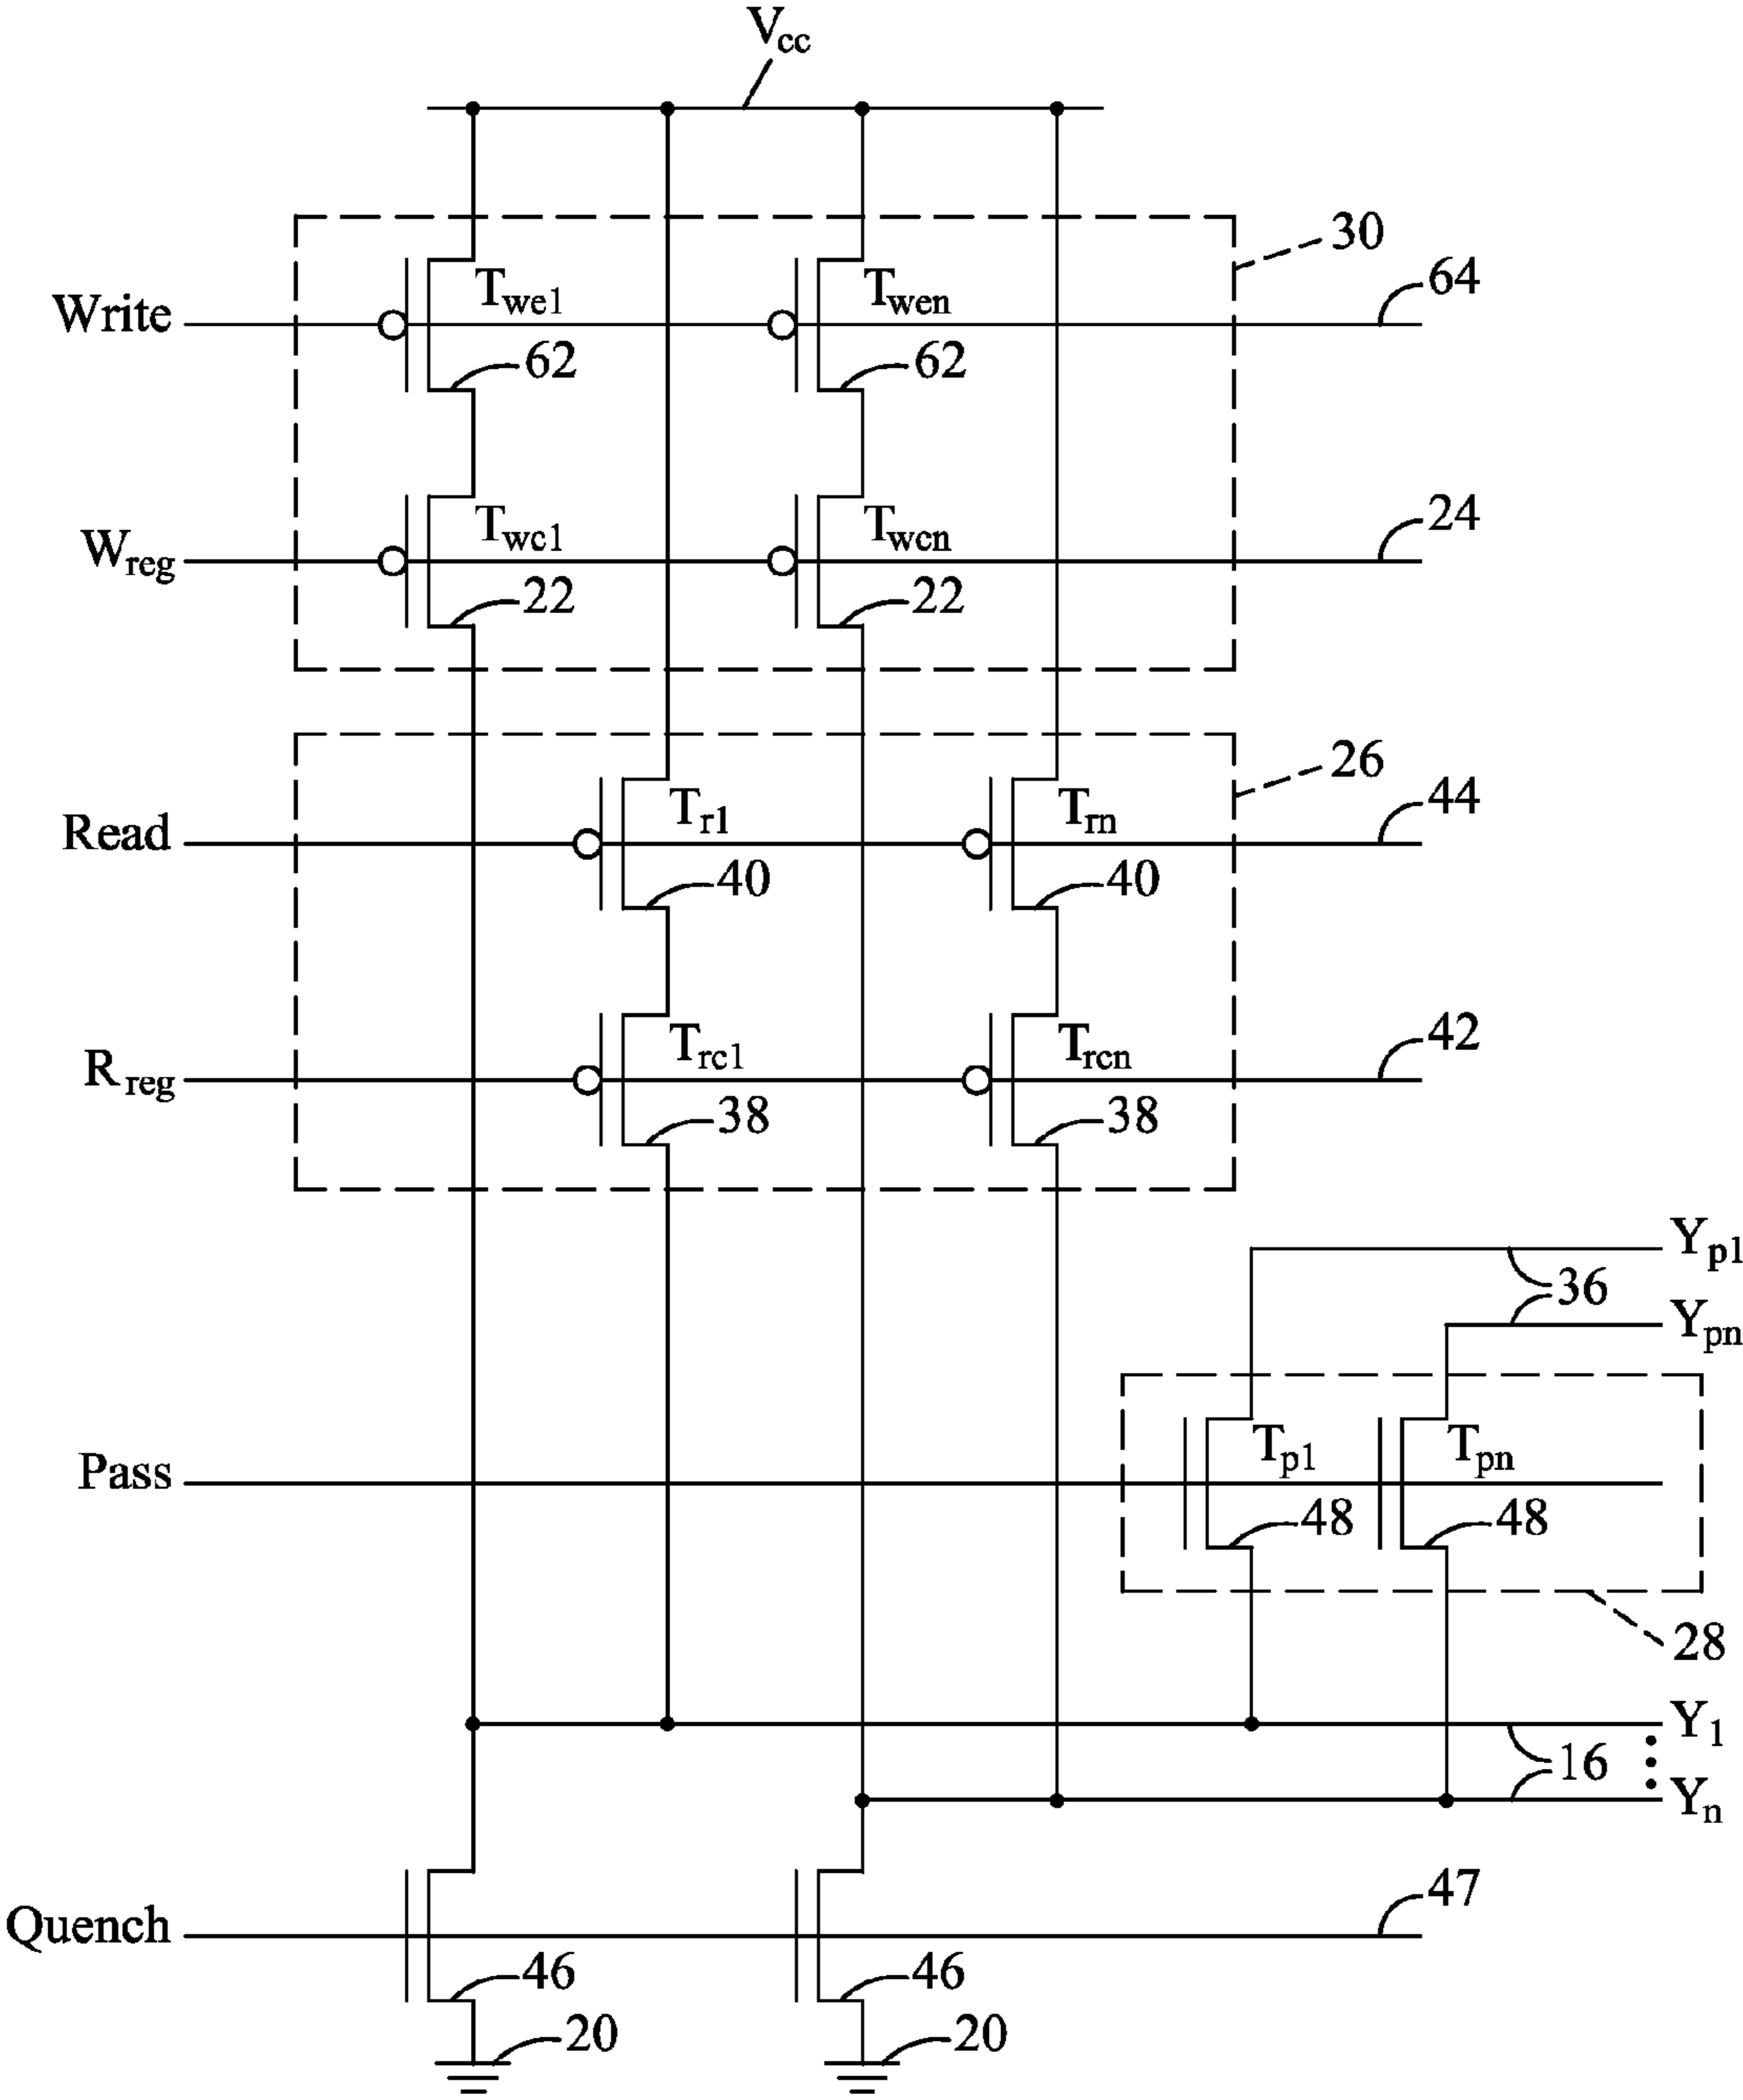 Vcc
30
Twe1 Twen
64
Write
62 62
Twc1 Twcn
24
Wreg
22 22
26
Tr1 Trn
44
Read
40 40
Trc1 Trcn
42
Rreg
38 38
Yp1
36
Ypn
Tp1 Tpn
Pass
48 48
28
Y1
16
Yn
47
Quench
46 46
20 20